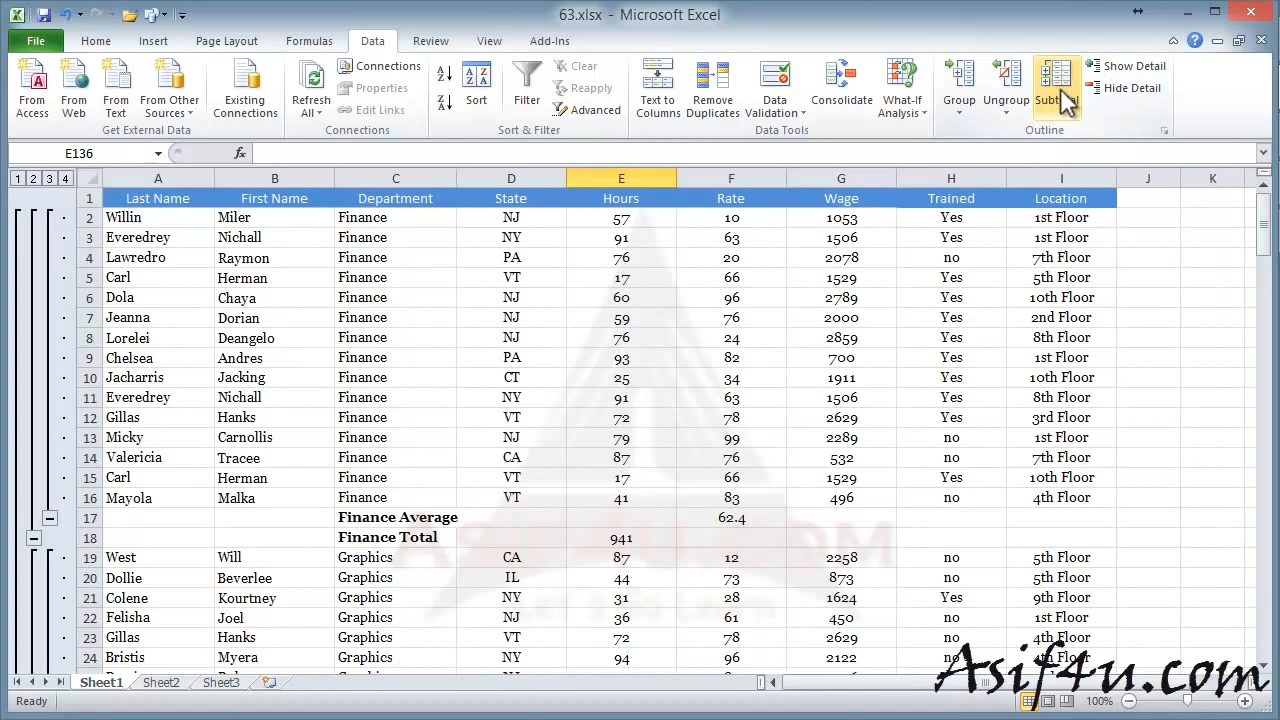 63.xlsx - Microsoft Excel
File Home Insert Page Layout Formulas Data Review View Add-Ins
From Access
From Web
From Text
From Other Sources
Existing Connections
Get External Data
Refresh All
Connections
Properties
Edit Links
Connections
Sort
Filter
Clear
Reapply
Advanced
Sort & Filter
Text to Columns
Remove Duplicates
Data Validation
Consolidate
What-If Analysis
Data Tools
Group
Ungroup
Show Detail
Hide Detail
Outline
E136 fx
1 2 3 4 A B C D E F G H I J K
1 Last Name First Name Department State Hours Rate Wage Trained Location
2 Willin Miler Finance NJ 57 10 1053 Yes 1st Floor
3 Everedrey Nichall Finance NY 91 63 1506 Yes 1st Floor
4 Lawredro Raymon Finance PA 76 20 2078 no 7th Floor
5 Carl Herman Finance VT 17 66 1529 Yes 5th Floor
6 Dola Chaya Finance NJ 60 96 2789 Yes 10th Floor
7 Jeanna Dorian Finance NJ 59 76 2000 Yes 2nd Floor
8 Lorelei Deangelo Finance NJ 76 24 2859 Yes 8th Floor
9 Chelsea Andres Finance PA 93 82 700 Yes 1st Floor
10 Jacharris Jacking Finance CT 25 34 1911 Yes 10th Floor
11 Everedrey Nichall Finance NY 91 63 1506 Yes 8th Floor
12 Gillas Hanks Finance VT 72 78 2629 Yes 3rd Floor
13 Micky Carnollis Finance NJ 79 99 2289 no 1st Floor
14 Valericia Tracee Finance CA 87 76 532 no 7th Floor
15 Carl Herman Finance VT 17 66 1529 Yes 10th Floor
16 Mayola Malka Finance VT 41 83 496 no 4th Floor
17 Finance Average 62.4
18 Finance Total 941
19 West Will Graphics CA 87 12 2258 no 5th Floor
20 Dollie Beverlee Graphics IL 44 73 873 no 5th Floor
21 Colene Kourtney Graphics NY 31 28 1624 Yes 9th Floor
22 Felisha Joel Graphics NJ 36 61 450 no 1st Floor
23 Gillas Hanks Graphics VT 72 78 2629 no 4th Floor
24 Bristis Myera Graphics NY 94 96 2122 no 4th Floor
Asif4u.com
Sheet1 Sheet2 Sheet3
Ready 100%